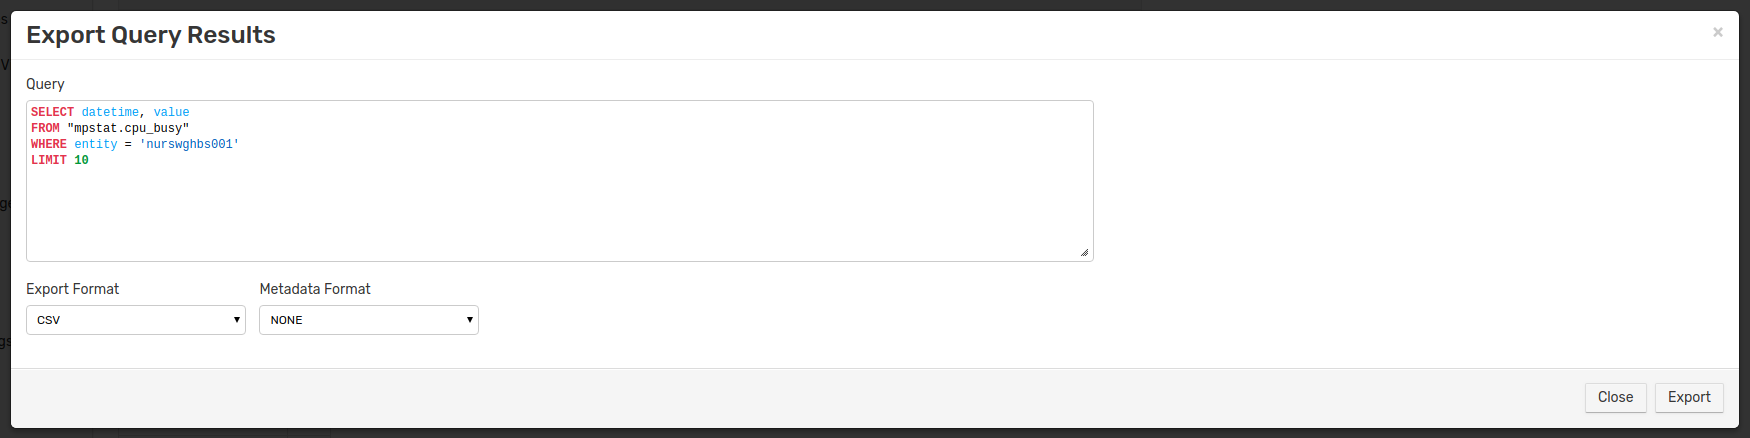 Export Query Results
×
Query
SELECT datetime, value
FROM "mpstat.cpu_busy"
WHERE entity = 'nurswghbs001'
LIMIT 10
Export Format
Metadata Format
CSV
NONE
Close
Export